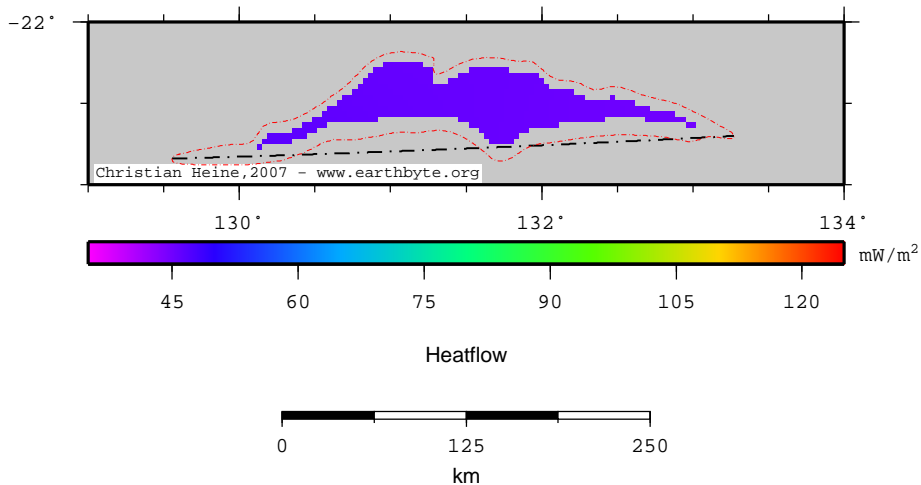 -22°
Christian Heine,2007 - www.earthbyte.org
130° 132° 134°
mW/m²
45 60 75 90 105 120
Heatflow
0 125 250
km